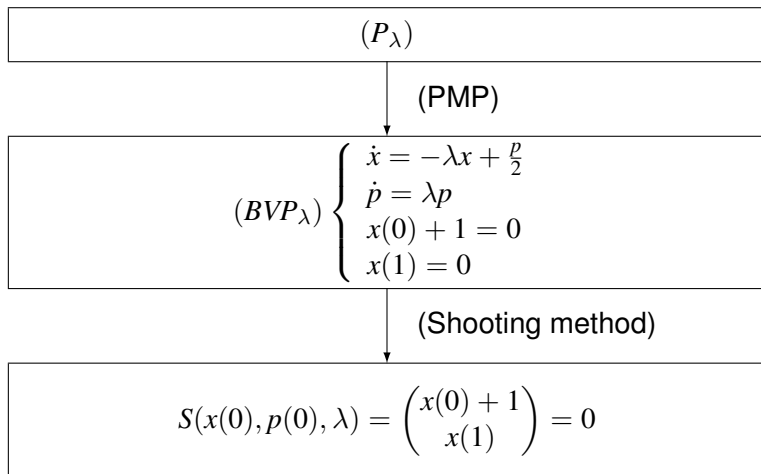 (P_λ)
(PMP)
(BVP_λ) { ẋ = −λx + p/2
ṗ = λp
x(0) + 1 = 0
x(1) = 0
(Shooting method)
S(x(0), p(0), λ) = (x(0) + 1
x(1)) = 0